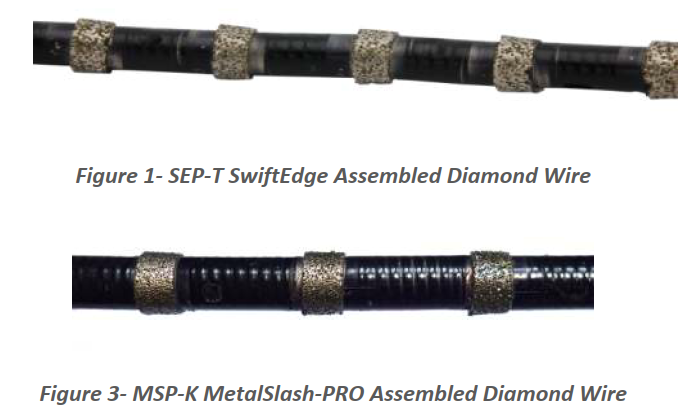 Figure 1- SEP-T SwiftEdge Assembled Diamond Wire
Figure 3- MSP-K MetalSlash-PRO Assembled Diamond Wire